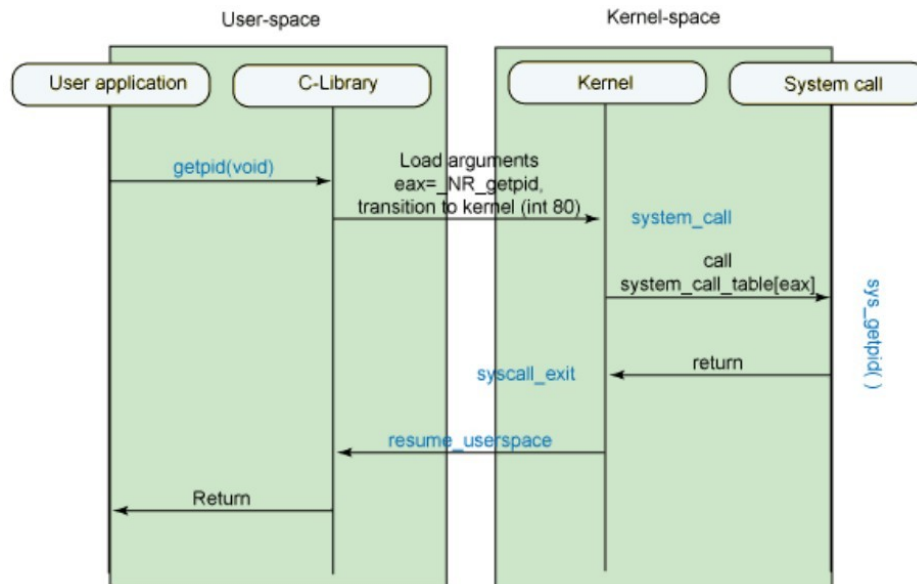 User-space
Kernel-space
User application
C-Library
Kernel
System call
getpid(void)
Load arguments
eax=_NR_getpid,
transition to kernel (int 80)
system_call
call
system_call_table[eax]
sys_getpid( )
return
syscall_exit
resume_userspace
Return